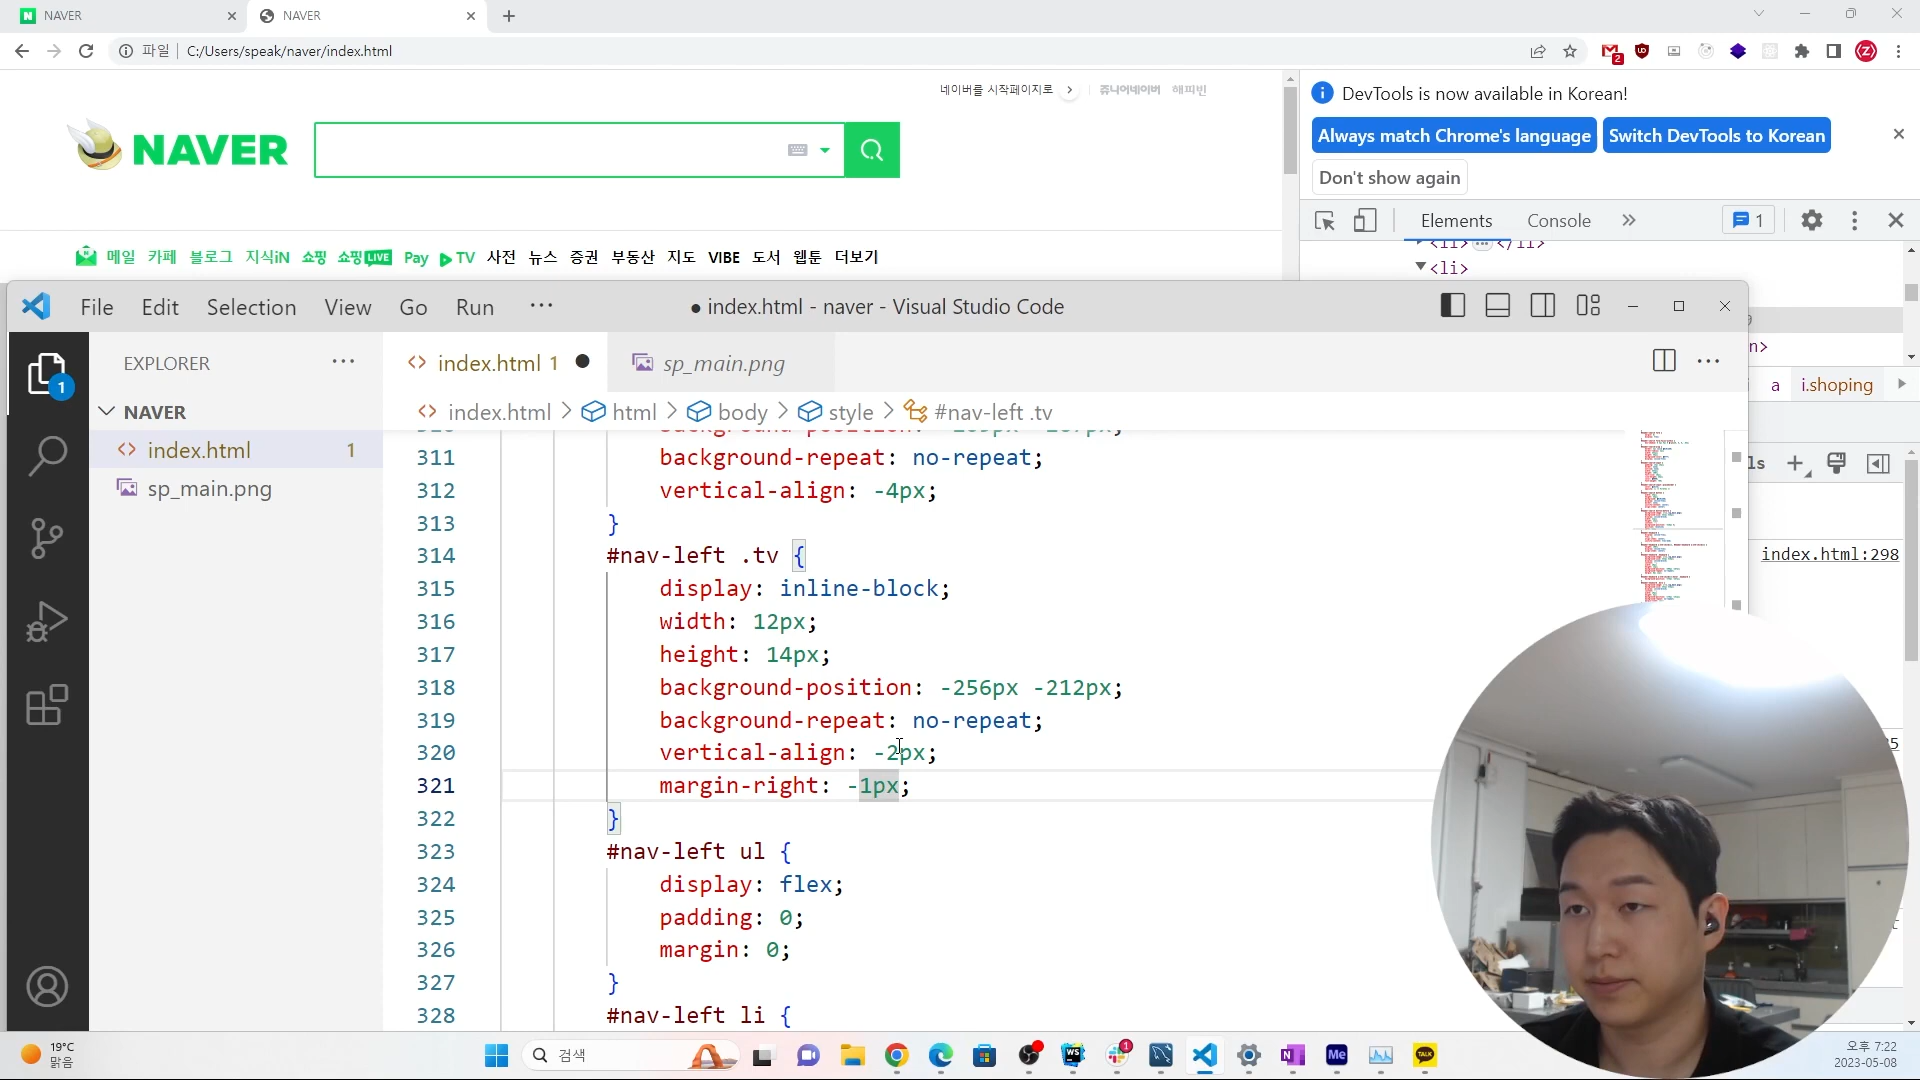 NAVER
NAVER
파일 C:/Users/speak/naver/index.html
2
네이버를 시작페이지로 쥬니어네이버 해피빈
NAVER
메일 카페 블로그 지식iN 쇼핑 쇼핑LIVE Pay TV 사전 뉴스 증권 부동산 지도 VIBE 도서 웹툰 더보기
DevTools is now available in Korean!
Always match Chrome's language
Switch DevTools to Korean
Don't show again
Elements
Console
1
<li> … </li>
<li>
n>
a
i.shoping
ls
index.html:298
File Edit Selection View Go Run ···
● index.html - naver - Visual Studio Code
1
EXPLORER
NAVER
index.html 1
sp_main.png
index.html 1
sp_main.png
index.html > html > body > style > #nav-left .tv
311 background-repeat: no-repeat;
312 vertical-align: -4px;
313 }
314 #nav-left .tv {
315 display: inline-block;
316 width: 12px;
317 height: 14px;
318 background-position: -256px -212px;
319 background-repeat: no-repeat;
320 vertical-align: -2px;
321 margin-right: -1px;
322 }
323 #nav-left ul {
324 display: flex;
325 padding: 0;
326 margin: 0;
327 }
328 #nav-left li {
19°C
맑음
검색
WS
1
Me
TALK
오후 7:22
2023-05-08